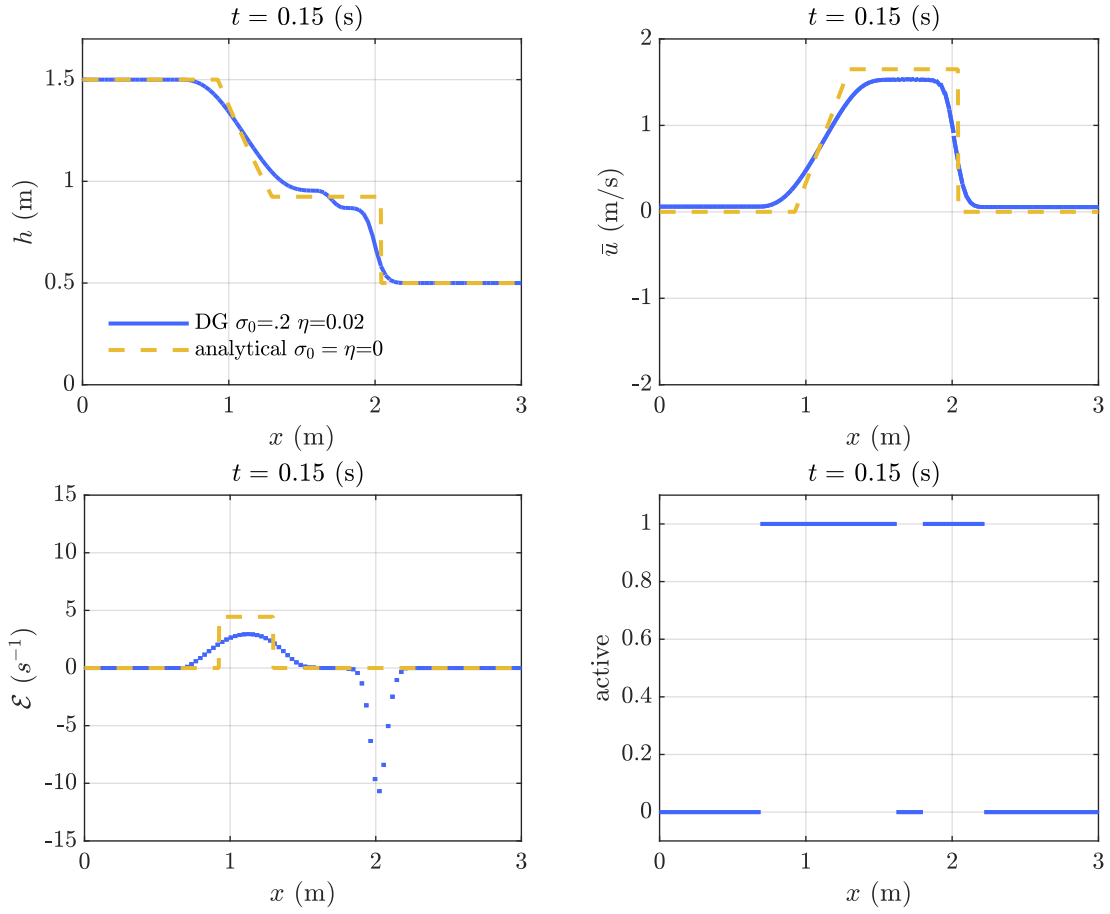 t = 0.15 (s)
h (m)
1.5
1
0.5
0
DG σ₀=.2 η=0.02
analytical σ₀ = η=0
0 1 2 3
x (m)
t = 0.15 (s)
ū (m/s)
2
1
0
-1
-2
0 1 2 3
x (m)
t = 0.15 (s)
ℰ (s⁻¹)
15
10
5
0
-5
-10
-15
0 1 2 3
x (m)
t = 0.15 (s)
active
1
0.8
0.6
0.4
0.2
0
0 1 2 3
x (m)